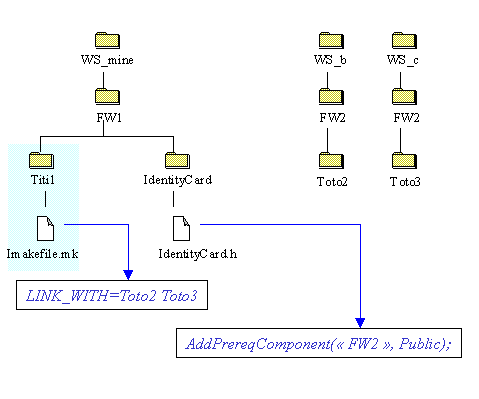 WS_mine
WS_b
WS_c
FW1
FW2
FW2
Titi1
IdentityCard
Toto2
Toto3
Imakefile.mk
IdentityCard.h
LINK_WITH=Toto2 Toto3
AddPrereqComponent(« FW2 », Public);